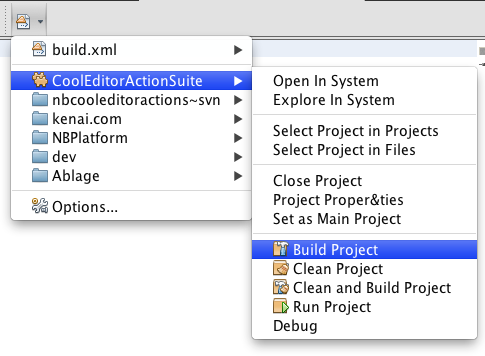 build.xml
CoolEditorActionSuite
nbcooleditoractions~svn
kenai.com
NBPlatform
dev
Ablage
Options...
Open In System
Explore In System
Select Project in Projects
Select Project in Files
Close Project
Project Proper&ties
Set as Main Project
Build Project
Clean Project
Clean and Build Project
Run Project
Debug